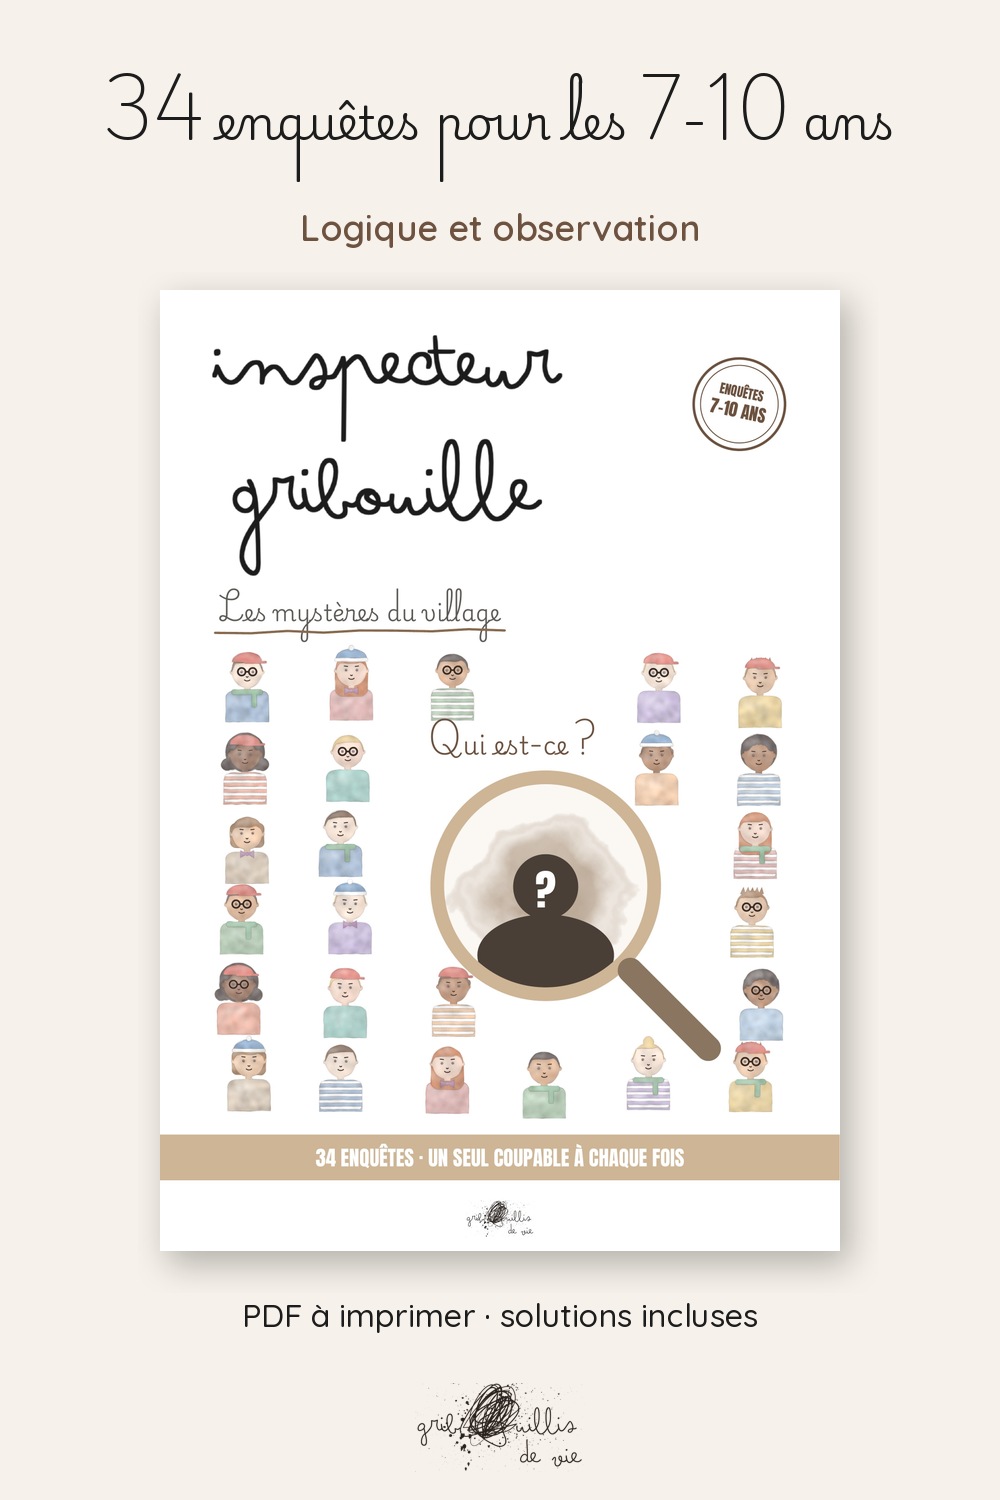 34 enquêtes pour les 7-10 ans
Logique et observation
inspecteur
gribouille
ENQUÊTES
7-10 ANS
Les mystères du village
Qui est-ce ?
?
34 ENQUÊTES · UN SEUL COUPABLE À CHAQUE FOIS
gribouillis
de vie
PDF à imprimer · solutions incluses
gribouillis
de vie